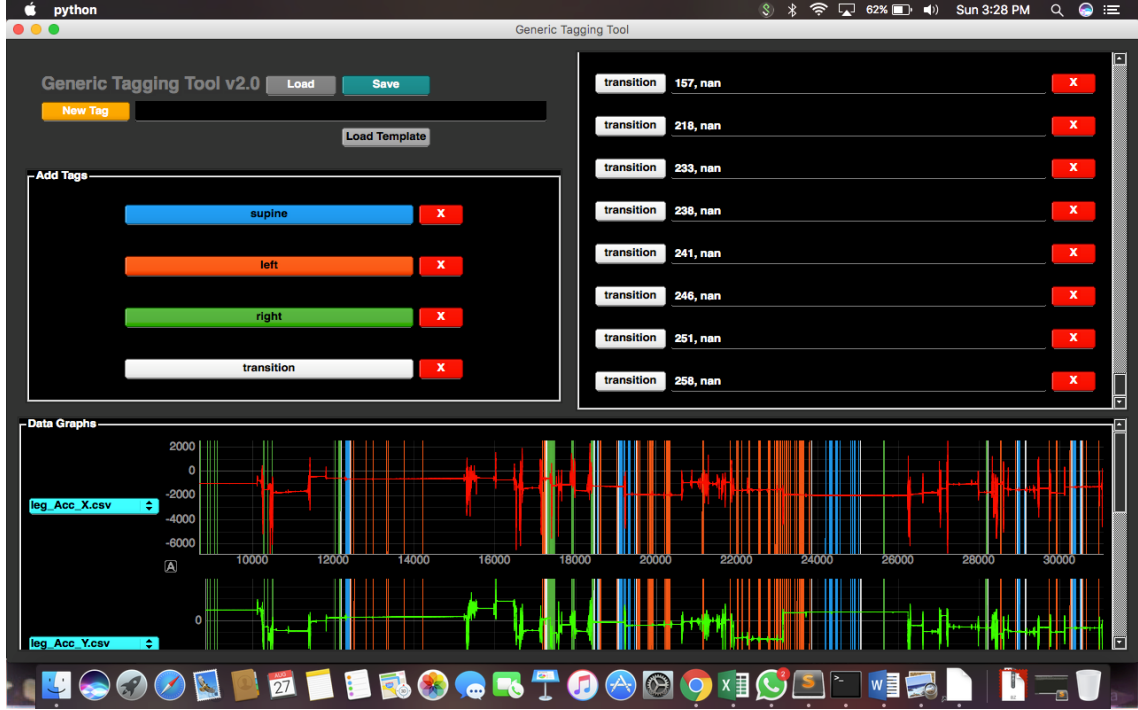 python 62% Sun 3:28 PM
Generic Tagging Tool
Generic Tagging Tool v2.0 Load Save
New Tag
Load Template
Add Tags
supine X
left X
right X
transition X
transition 157, nan X
transition 218, nan X
transition 233, nan X
transition 238, nan X
transition 241, nan X
transition 246, nan X
transition 251, nan X
transition 258, nan X
Data Graphs
leg_Acc_X.csv
2000
0
-2000
-4000
-6000
10000 12000 14000 16000 18000 20000 22000 24000 26000 28000 30000
A
0
leg_Acc_Y.csv
AUG
27
2